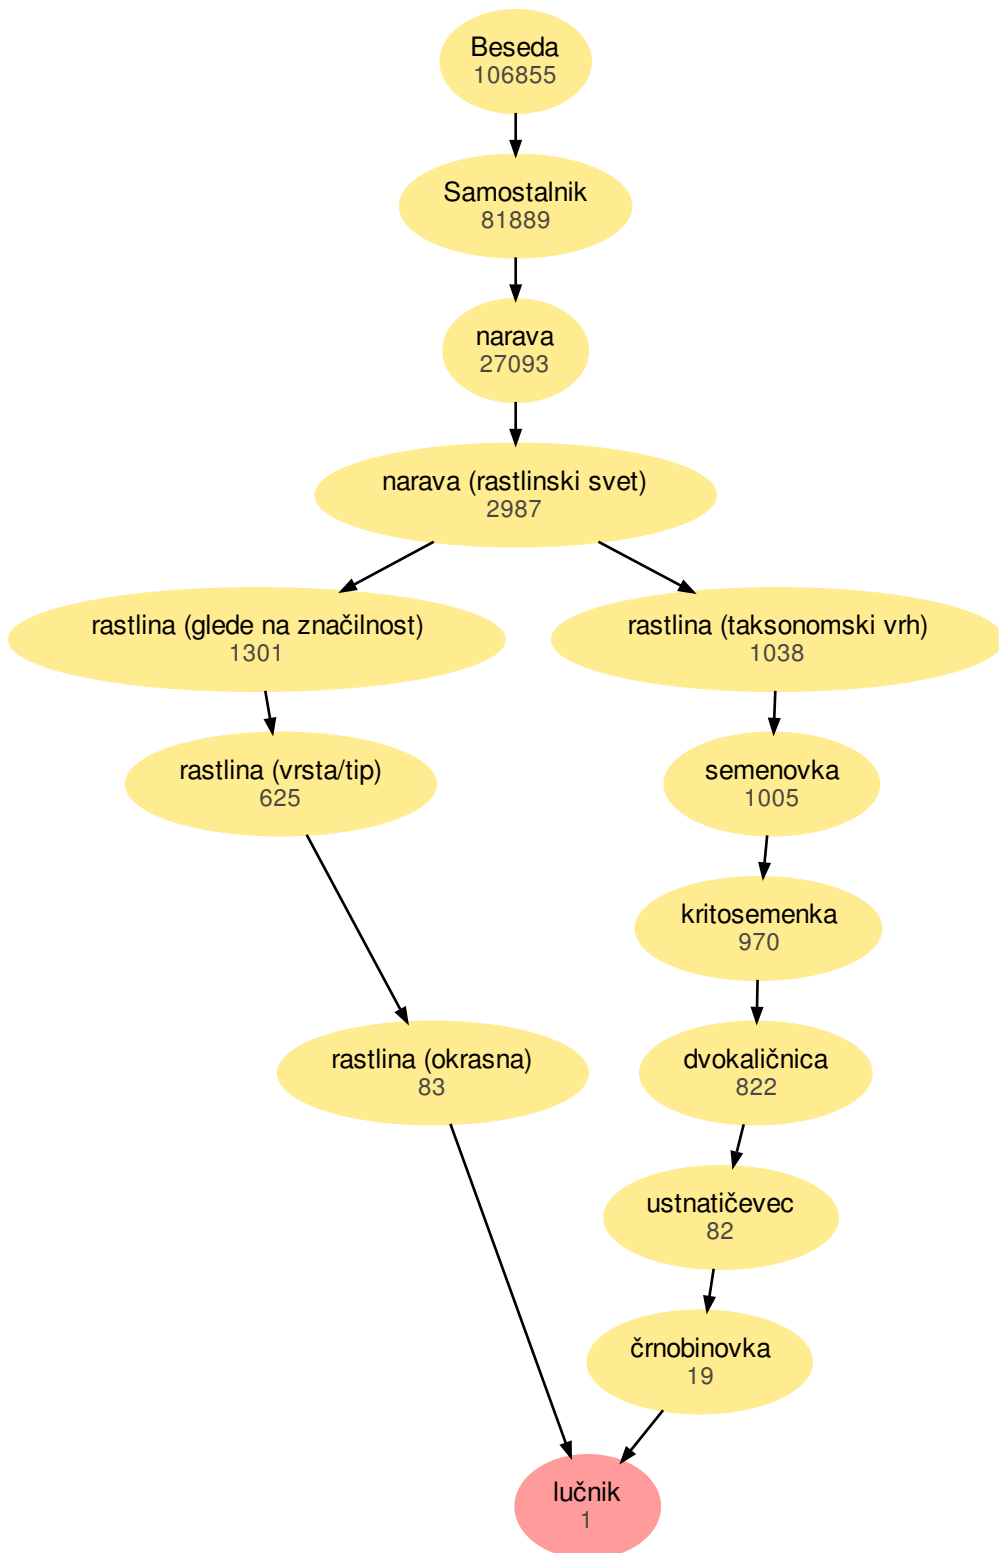 Beseda
106855
Samostalnik
81889
narava
27093
narava (rastlinski svet)
2987
rastlina (glede na značilnost)
1301
rastlina (taksonomski vrh)
1038
rastlina (vrsta/tip)
625
semenovka
1005
kritosemenka
970
rastlina (okrasna)
83
dvokaličnica
822
ustnatičevec
82
črnobinovka
19
lučnik
1